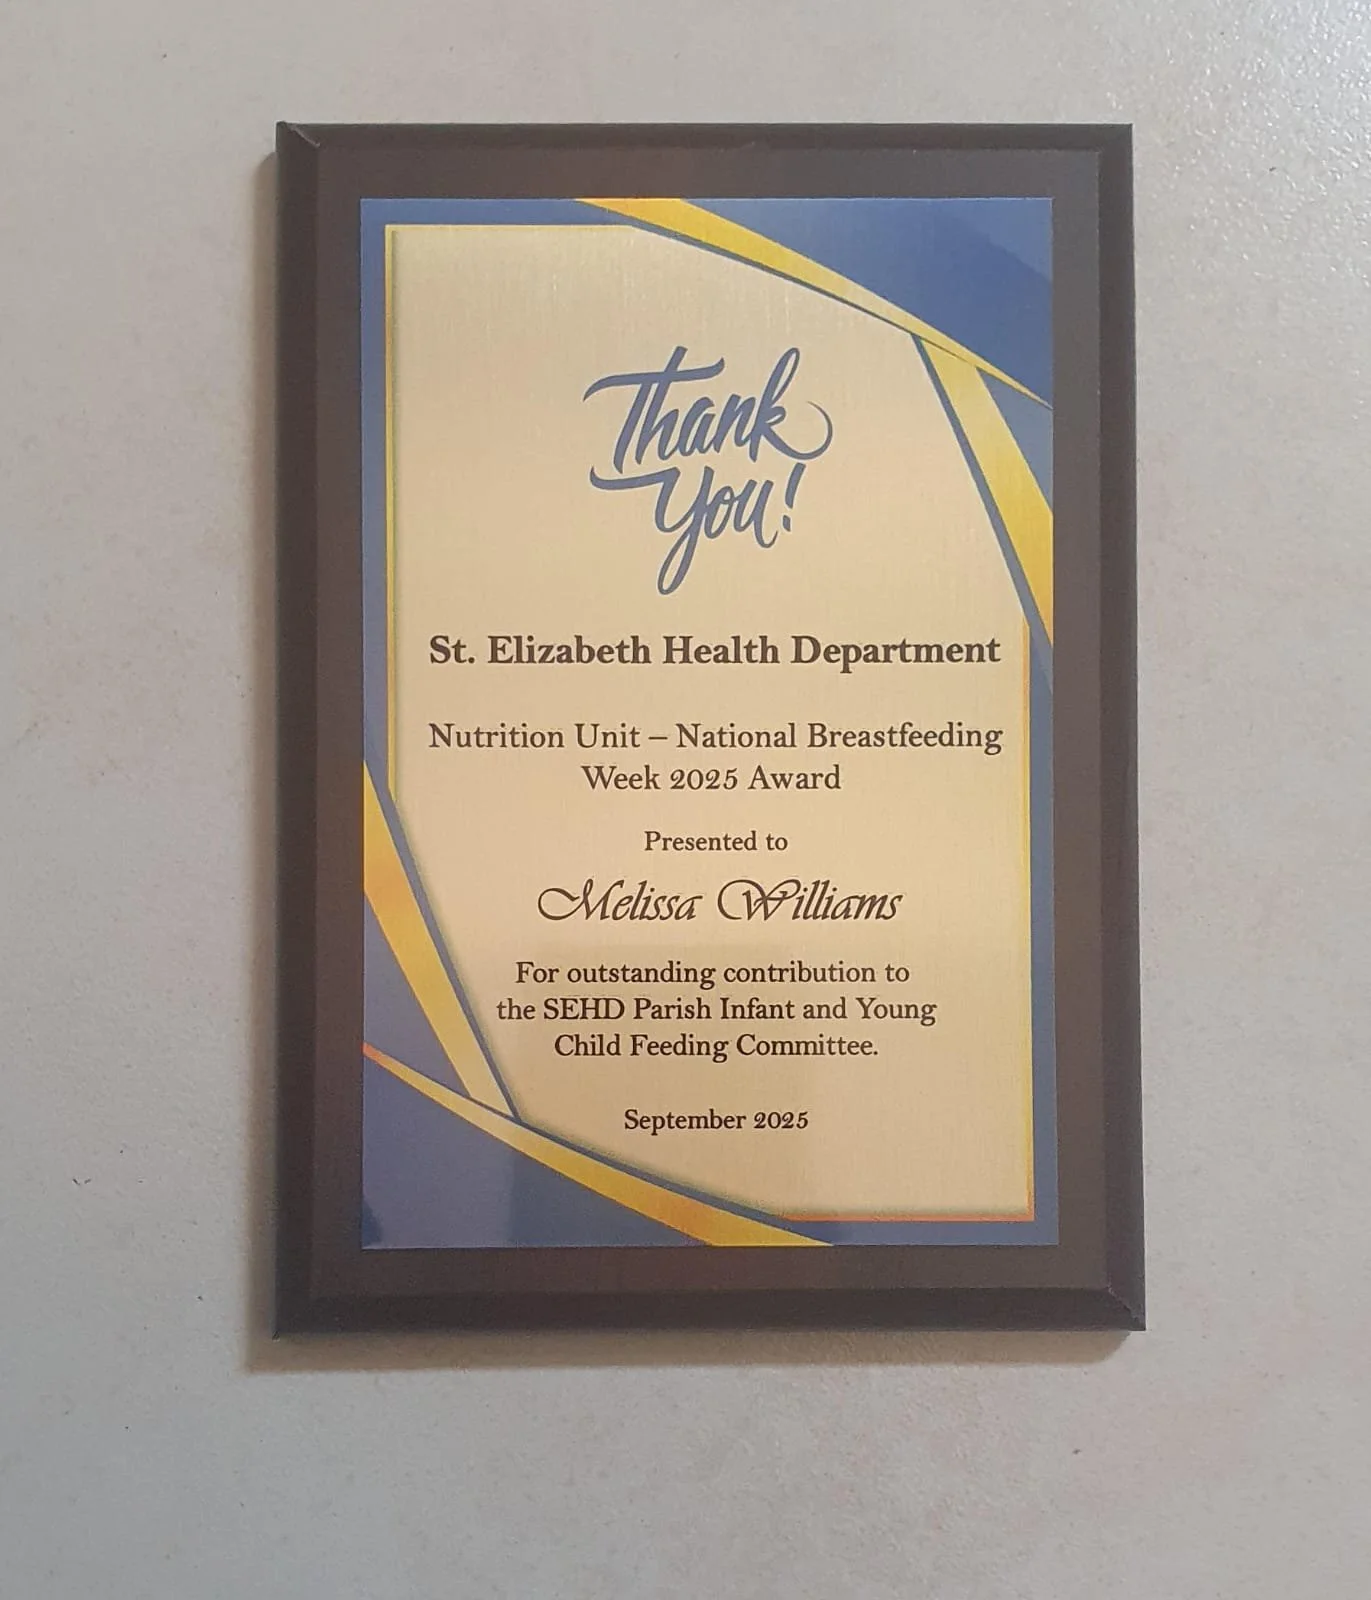 Thank
You!
St. Elizabeth Health Department
Nutrition Unit – National Breastfeeding
Week 2025 Award
Presented to
Melissa Williams
For outstanding contribution to
the SEHD Parish Infant and Young
Child Feeding Committee.
September 2025